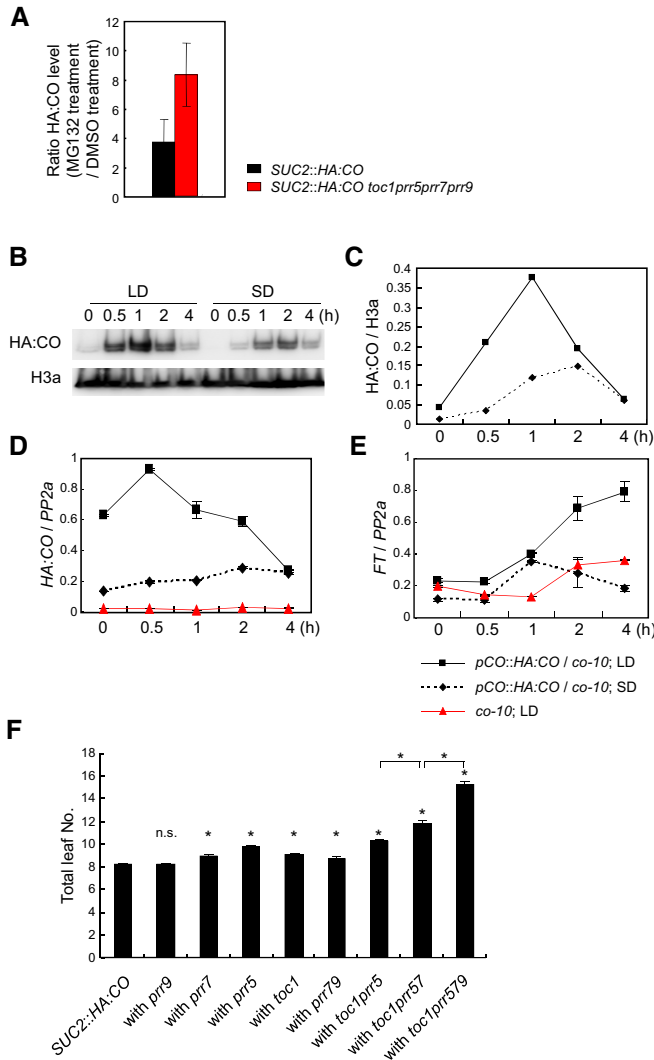 A
Ratio HA:CO level
(MG132 treatment
/ DMSO treatment)
12
10
8
6
4
2
0
SUC2::HA:CO
SUC2::HA:CO toc1prr5prr7prr9
B
LD
SD
0 0.5 1 2 4 0 0.5 1 2 4 (h)
HA:CO
H3a
C
HA:CO / H3a
0.4
0.35
0.3
0.25
0.2
0.15
0.1
0.05
0
0 0.5 1 2 4 (h)
D
HA:CO / PP2a
1
0.8
0.6
0.4
0.2
0
0 0.5 1 2 4 (h)
E
FT / PP2a
1
0.8
0.6
0.4
0.2
0
0 0.5 1 2 4 (h)
pCO::HA:CO / co-10; LD
pCO::HA:CO / co-10; SD
co-10; LD
F
Total leaf No.
18
16
14
12
10
8
6
4
2
0
n.s. * * * * * * * * *
SUC2::HA:CO
with prr9
with prr7
with prr5
with toc1
with prr79
with toc1prr5
with toc1prr57
with toc1prr579